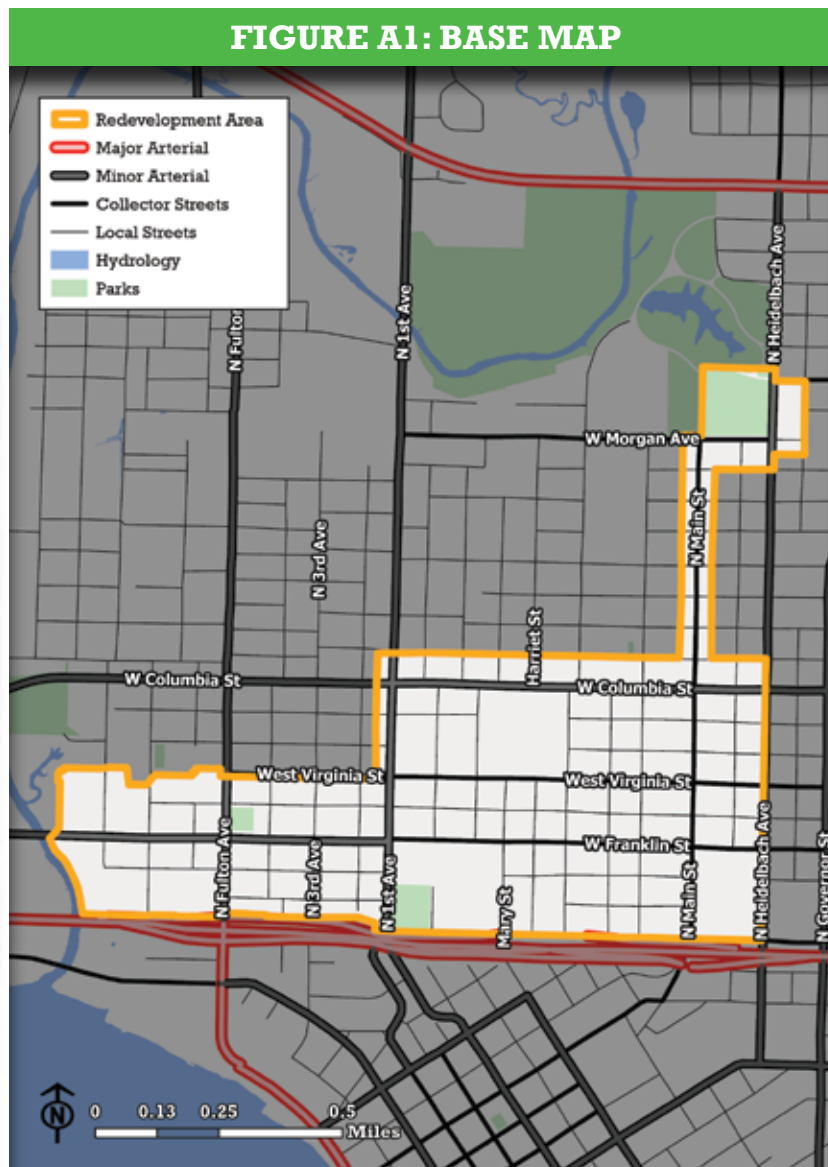 FIGURE A1: BASE MAP
Redevelopment Area
Major Arterial
Minor Arterial
Collector Streets
Local Streets
Hydrology
Parks
N Fulton
N 1st Ave
N Heidelbach Ave
W Morgan Ave
N Main St
N 3rd Ave
Harriet St
W Columbia St
W Columbia St
West Virginia St
West Virginia St
W Franklin St
N Fulton Ave
N 3rd Ave
N 1st Ave
Mary St
N Main St
N Heidelbach Ave
N Governor St
N
0 0.13 0.25 0.5
Miles